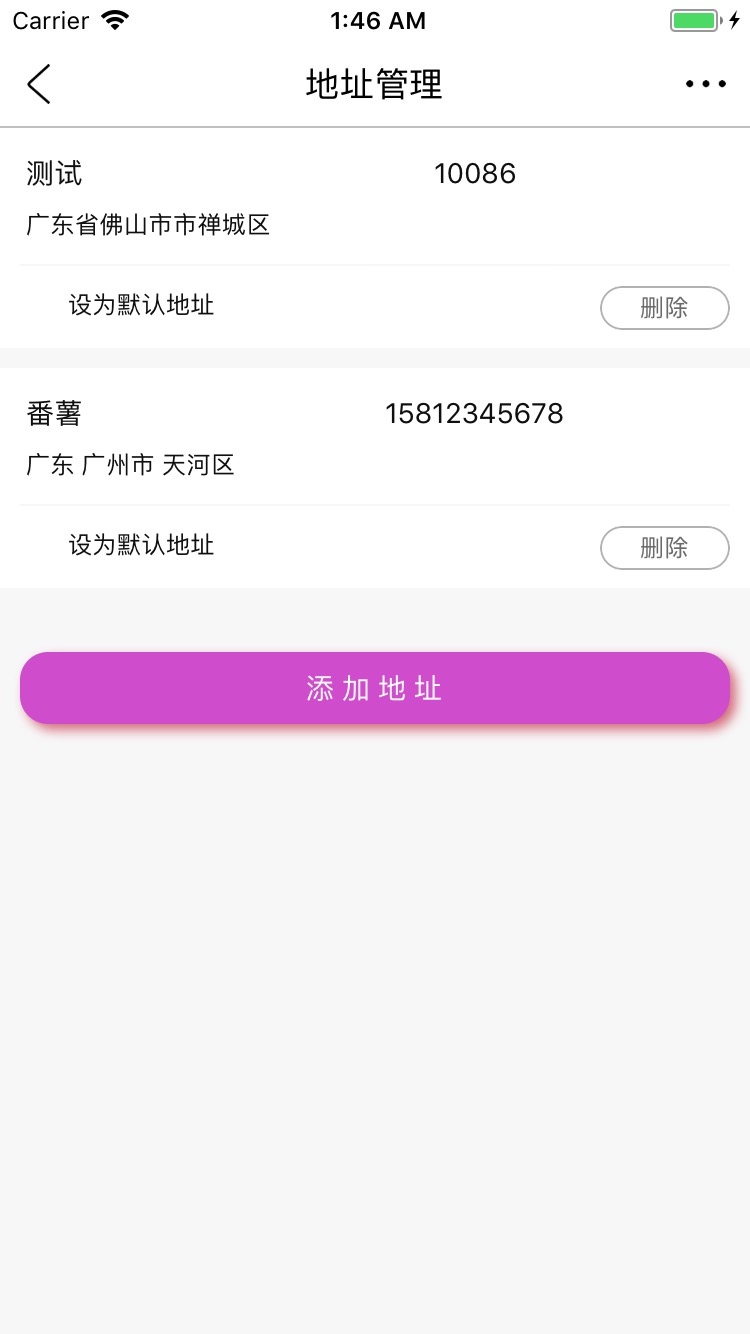 Carrier 1:46 AM
地址管理
测试 10086
广东省佛山市市禅城区
设为默认地址 删除
番薯 15812345678
广东 广州市 天河区
设为默认地址 删除
添加地址